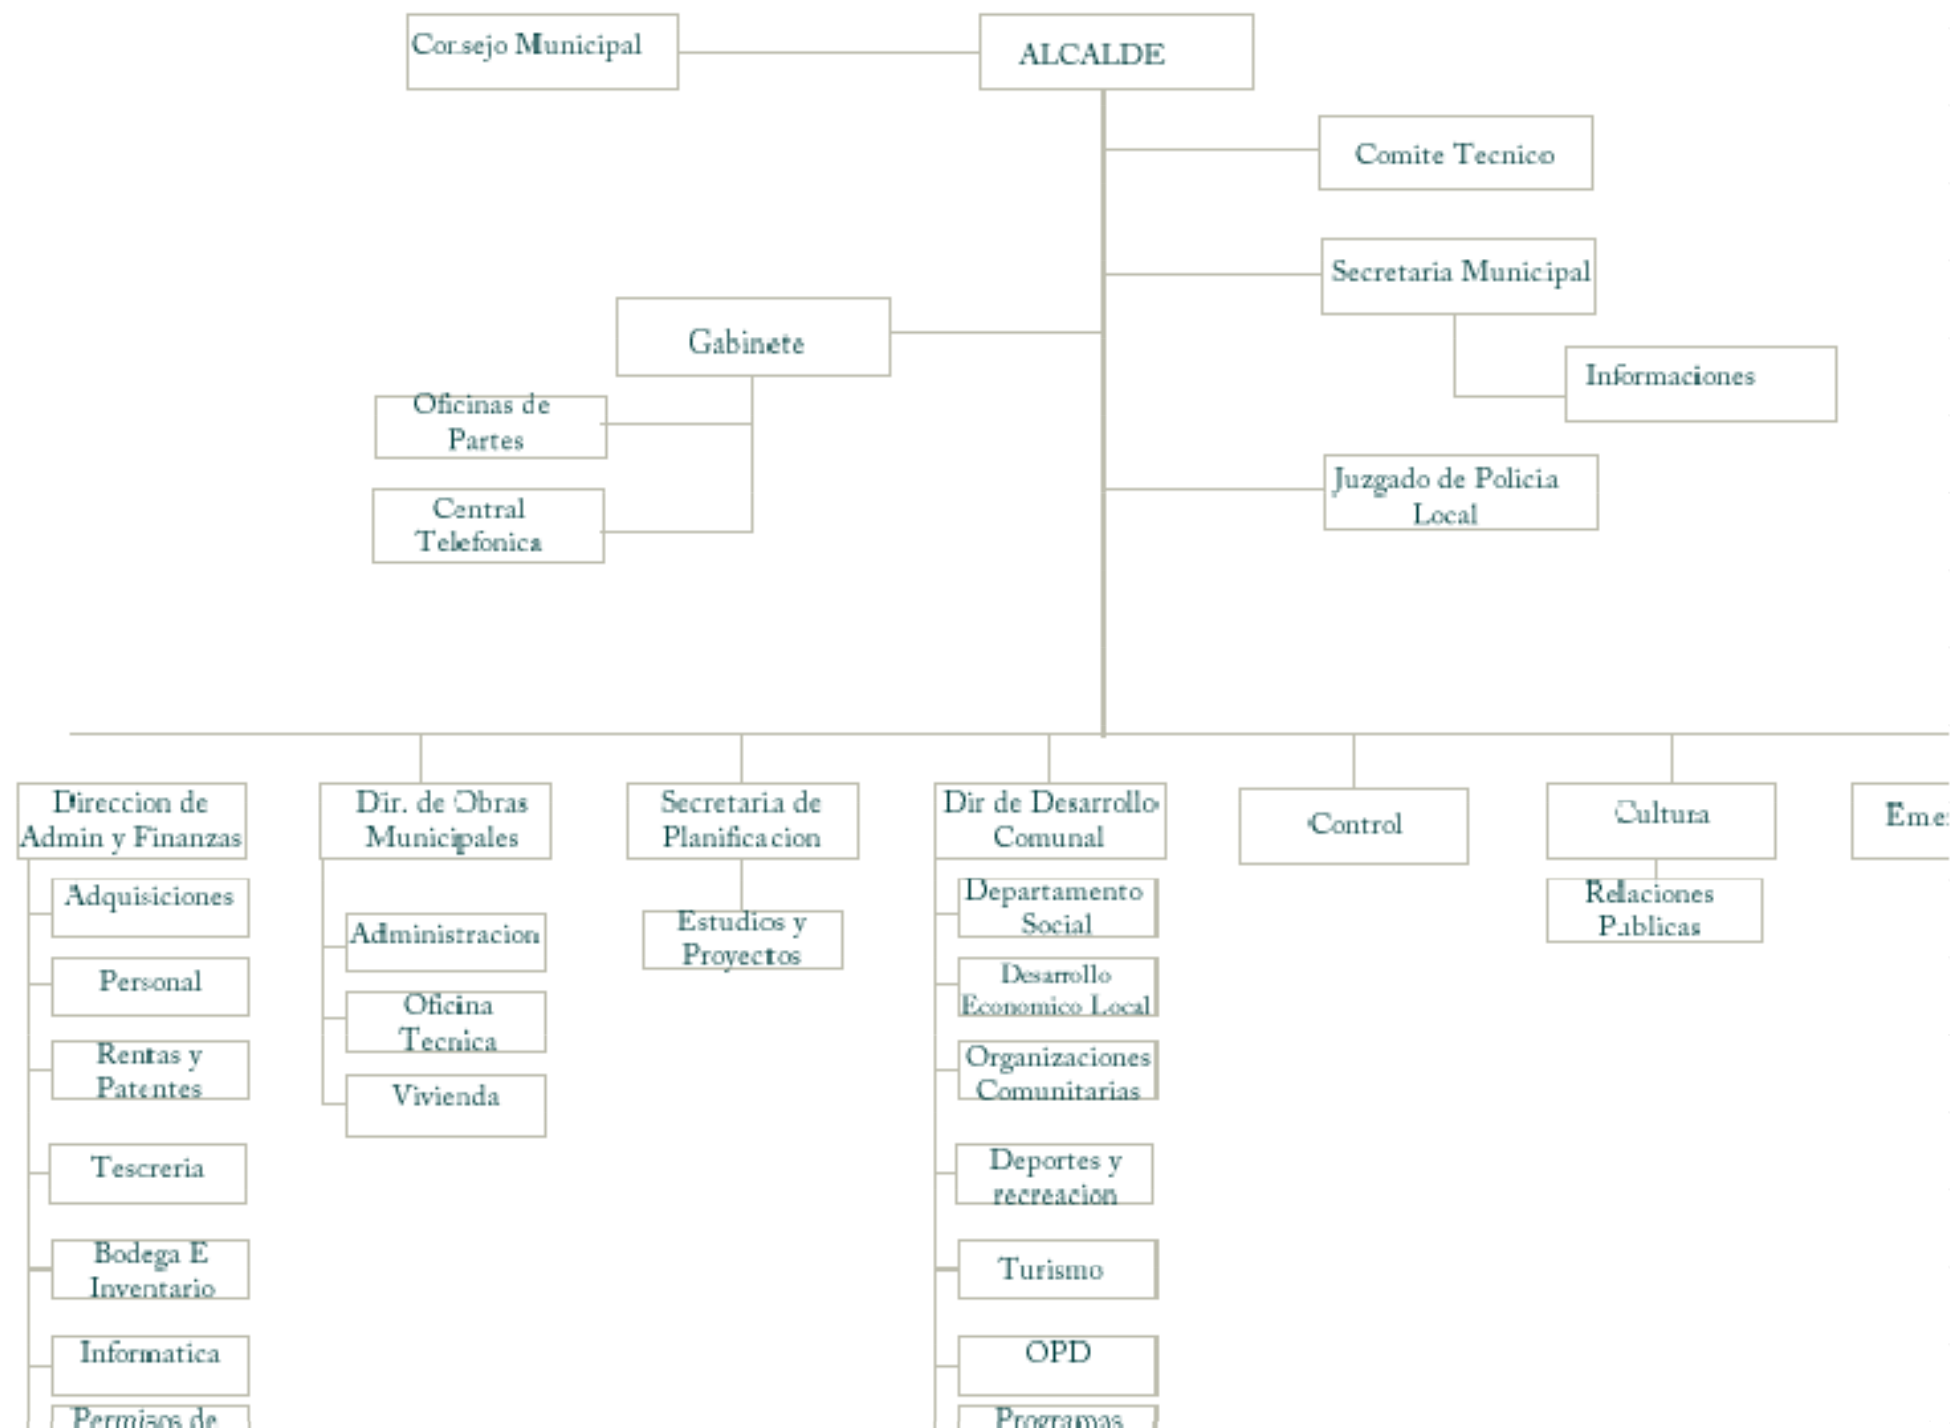 Consejo Municipal
ALCALDE
Comite Tecnico
Secretaria Municipal
Gabinete
Informaciones
Oficinas de
Partes
Juzgado de Policia
Local
Central
Telefonica
Direccion de
Admin y Finanzas
Dir. de Obras
Municipales
Secretaria de
Planificacion
Dir de Desarrollo
Comunal
Control
Cultura
Adquisiciones
Personal
Rentas y
Patentes
Tesoreria
Bodega E
Inventario
Informatica
Permisos de
Administracion
Oficina
Tecnica
Vivienda
Estudios y
Proyectos
Departamento
Social
Desarrollo
Economico Local
Organizaciones
Comunitarias
Deportes y
recreacion
Turismo
OPD
Programas
Relaciones
Publicas